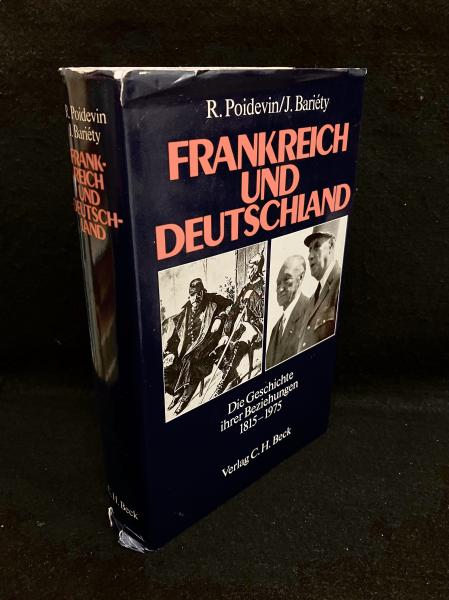 R. Poidevin/J. Bariéty
FRANKREICH
UND
DEUTSCHLAND
Die Geschichte
ihrer Beziehungen
1815–1975
Verlag C. H. Beck
R. Poidevin
J. Bariéty
FRANK-
REICH
UND
DEUTSCH-
LAND
C. H. Beck